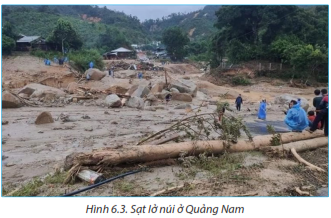 Hình 6.3. Sạt lở núi ở Quảng Nam